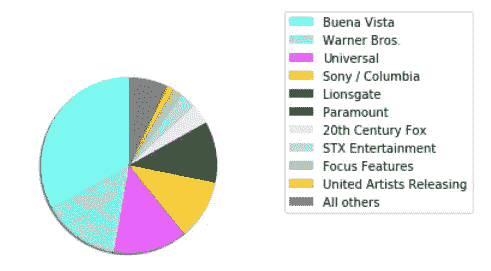 Buena Vista
Warner Bros.
Universal
Sony / Columbia
Lionsgate
Paramount
20th Century Fox
STX Entertainment
Focus Features
United Artists Releasing
All others